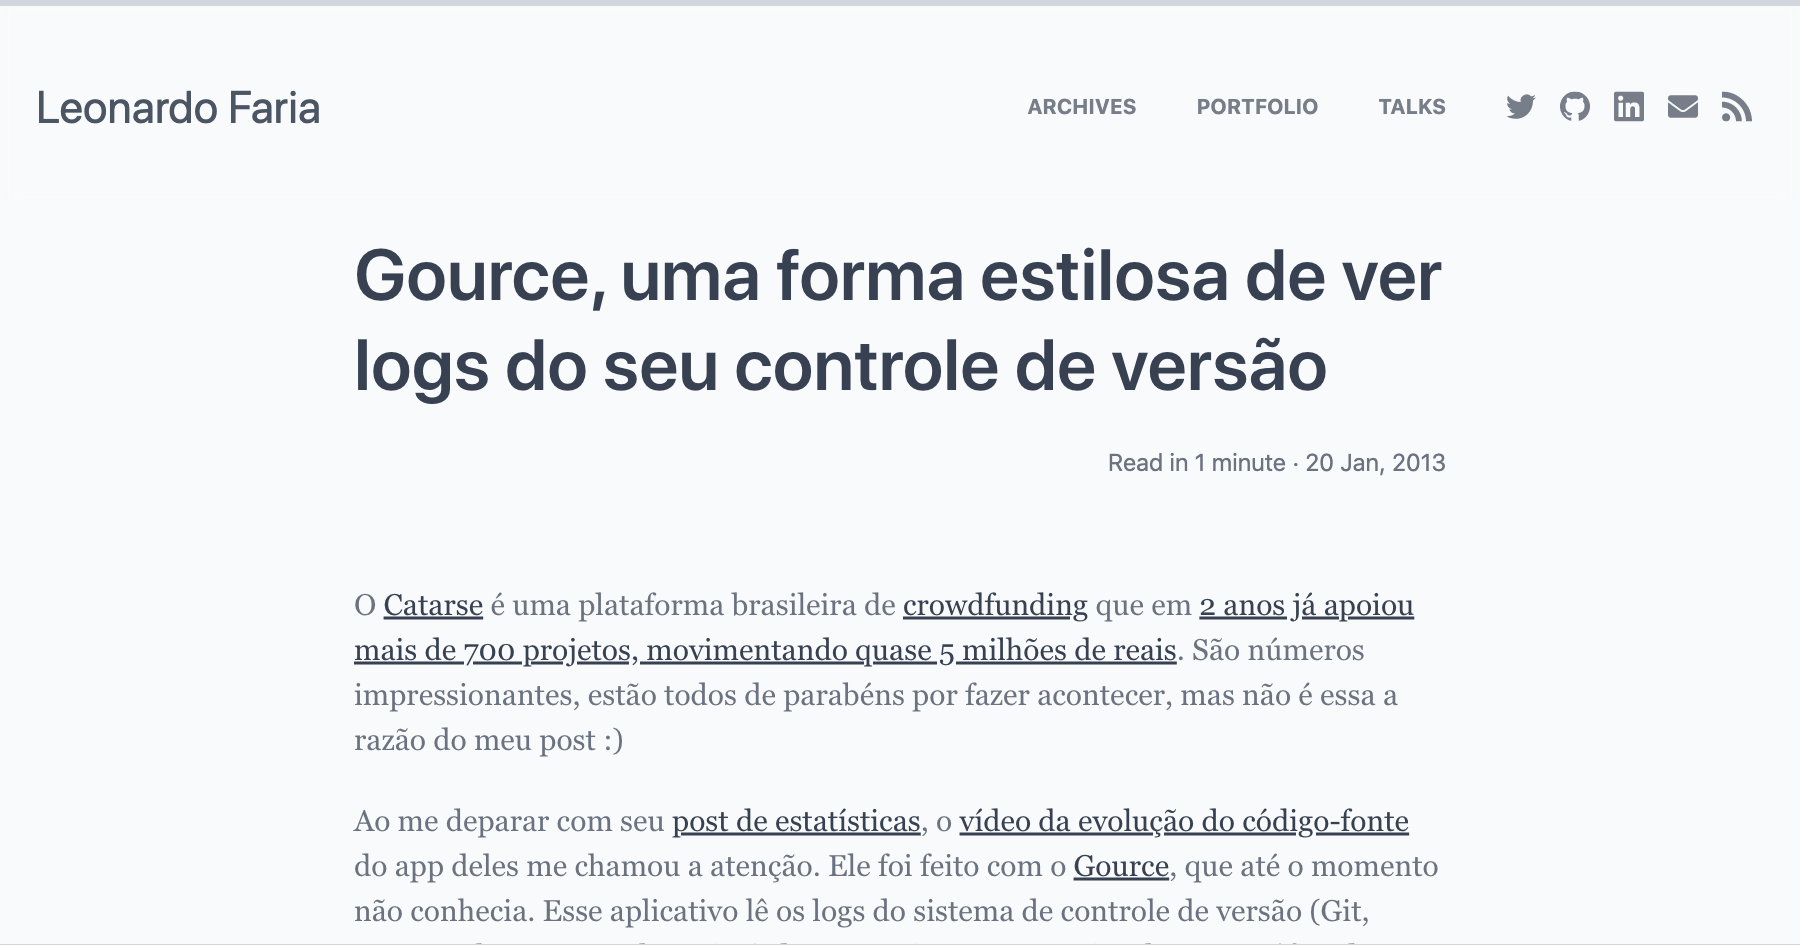 Leonardo Faria
ARCHIVES PORTFOLIO TALKS
Gource, uma forma estilosa de ver
logs do seu controle de versão
Read in 1 minute · 20 Jan, 2013
O Catarse é uma plataforma brasileira de crowdfunding que em 2 anos já apoiou
mais de 700 projetos, movimentando quase 5 milhões de reais. São números
impressionantes, estão todos de parabéns por fazer acontecer, mas não é essa a
razão do meu post :)
Ao me deparar com seu post de estatísticas, o vídeo da evolução do código-fonte
do app deles me chamou a atenção. Ele foi feito com o Gource, que até o momento
não conhecia. Esse aplicativo lê os logs do sistema de controle de versão (Git,